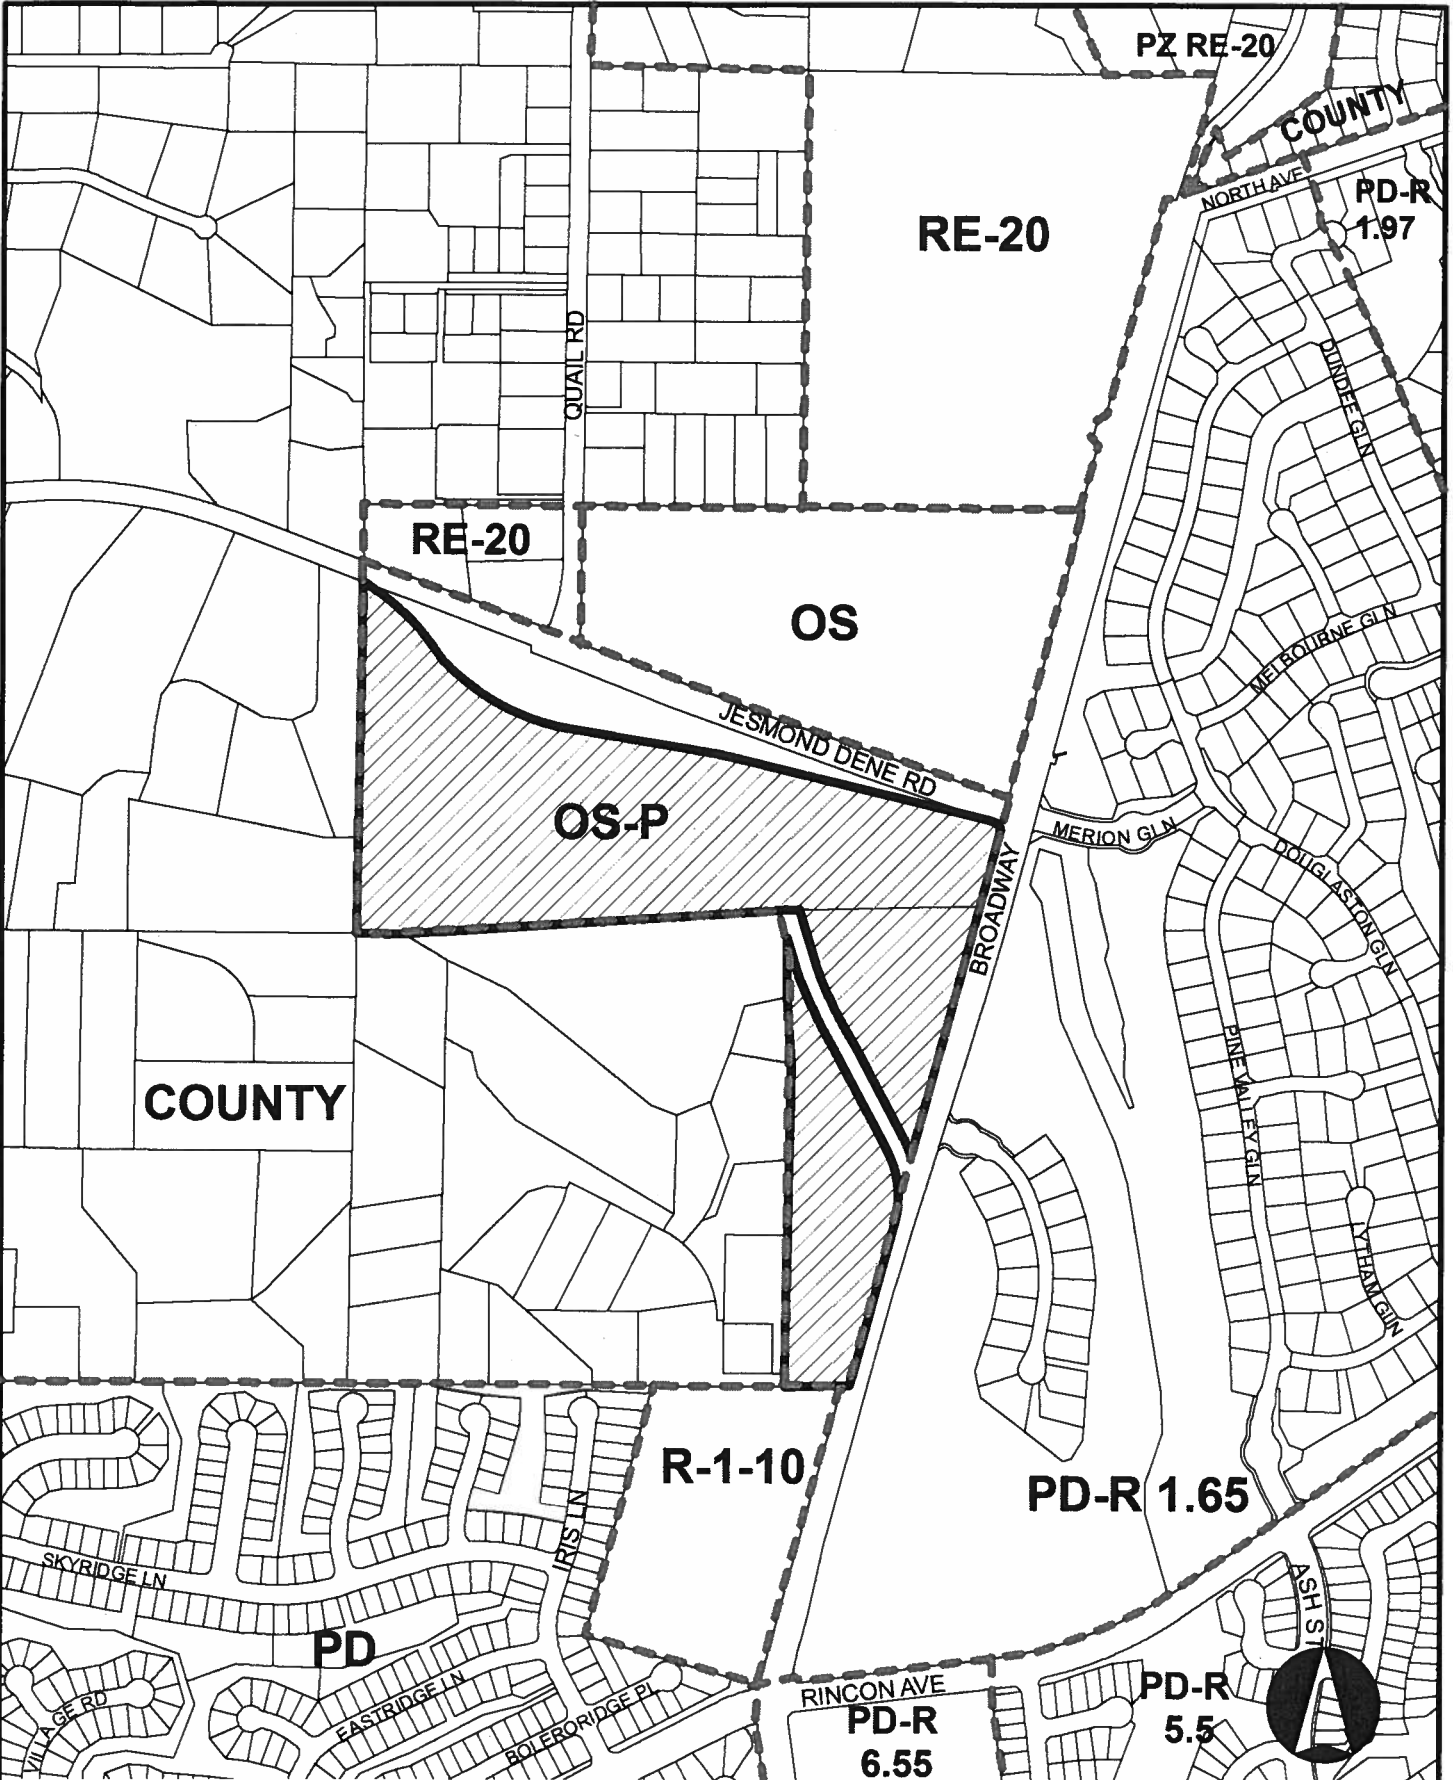 PZ RE-20
COUNTY
NORTH AVE
PD-R
1.97
RE-20
QUAIL RD
DUNDEE GLN
RE-20
OS
MELBOURNE GLN
JESMOND DENE RD
OS-P
MERION GLN
BROADWAY
DOUGLASTON GLN
PINE VALLEY GLN
COUNTY
LYTHAM GLN
R-1-10
PD-R 1.65
IRIS LN
SKYRIDGE LN
ASH ST
PD
EASTRIDGE LN
VILLAGE RD
BOLERORIDGE PL
RINCON AVE
PD-R
6.55
PD-R
5.5